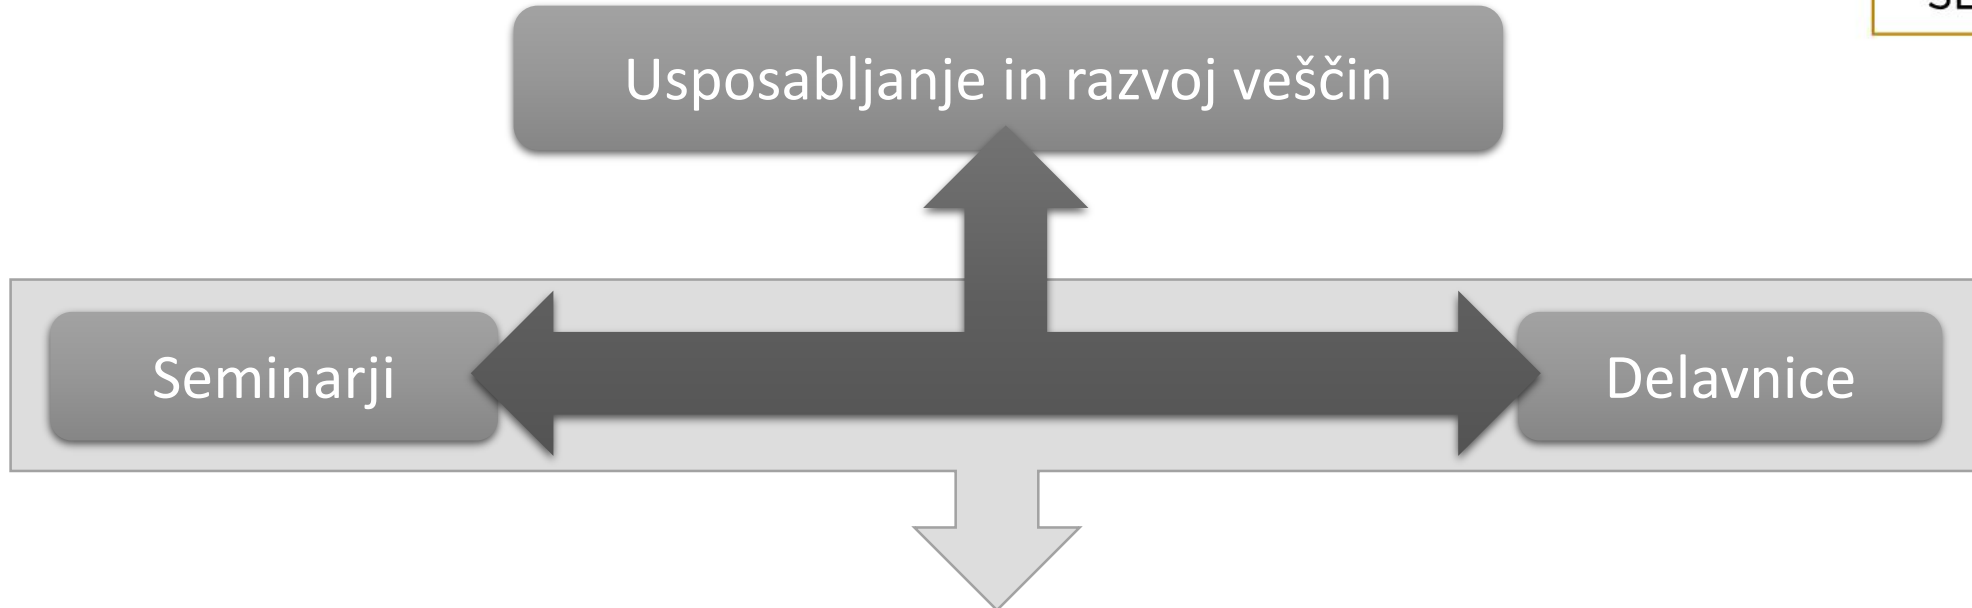 Usposabljanje in razvoj veščin
Seminarji
Delavnice